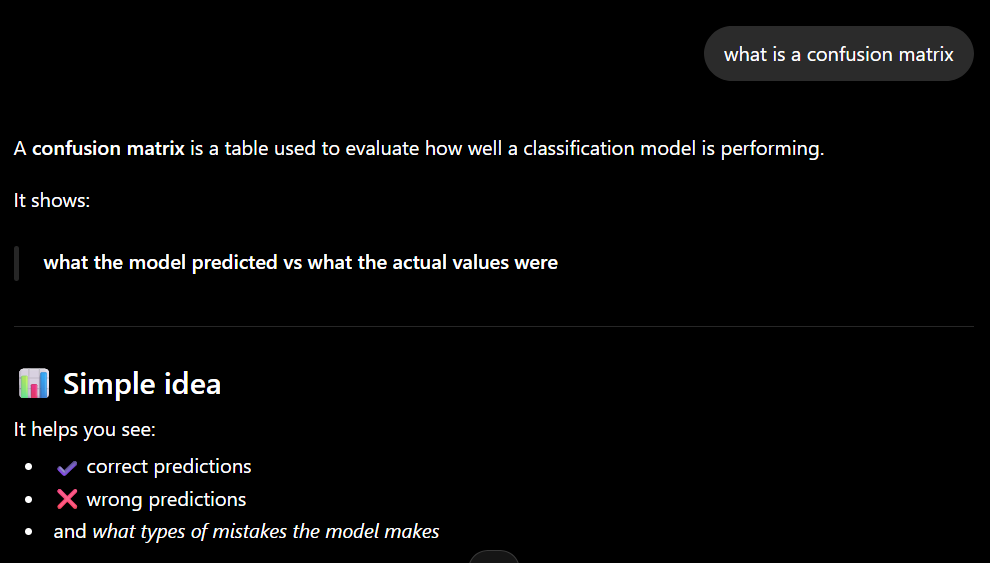 what is a confusion matrix
A confusion matrix is a table used to evaluate how well a classification model is performing.
It shows:
what the model predicted vs what the actual values were
Simple idea
It helps you see:
correct predictions
wrong predictions
and what types of mistakes the model makes